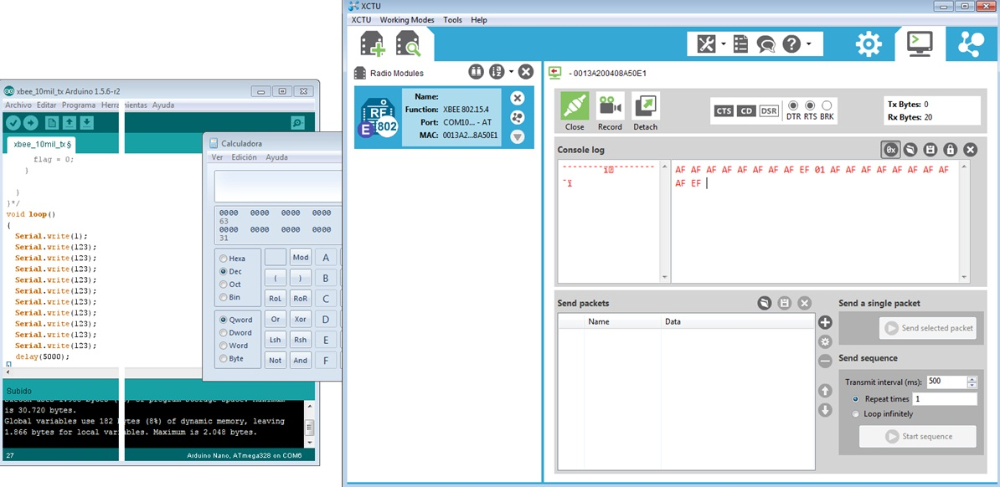 xbee_10mil_tx Arduino 1.5.6-r2
Archivo Editar Programa Herra mientas Ayuda
xbee_10mil_tx §
flag = 0;
}
}
}*/
void loop()
{
Serial.write(1);
Serial.write(123);
Serial.write(123);
Serial.write(123);
Serial.write(123);
Serial.write(123);
Serial.write(123);
Serial.write(123);
Serial.write(123);
Serial.write(123);
Serial.write(123);
delay(5000);
Subido
is 30.720 bytes.
Global variables use 182 bytes (8%) of dynamic memory, leaving
1.866 bytes for local variables. Maximum is 2.048 bytes.
27
Arduino Nano, ATmega328 on COM6
Calculadora
Ver Edición Ayuda
0000 0000 0000 0000
63
0000 0000 0000 0000
31
Hexa
Dec
Oct
Bin
Qword
Dword
Word
Byte
Mod A
( ) B
RoL RoR C
Or Xor D
Lsh Rsh E
Not And F
XCTU
XCTU Working Modes Tools Help
Radio Modules
Name:
Function: XBEE 802.15.4
Port: COM10... - AT
MAC: 0013A2...8A50E1
RF
E 802
- 0013A200408A50E1
Close Record Detach
CTS CD DSR
DTR RTS BRK
Tx Bytes: 0
Rx Bytes: 20
Console log
0x
AF AF AF AF AF AF AF AF EF 01 AF AF AF AF AF AF AF AF
AF EF
Send packets
Name Data
Send a single packet
Send selected packet
Send sequence
Transmit interval (ms): 500
Repeat times 1
Loop infinitely
Start sequence